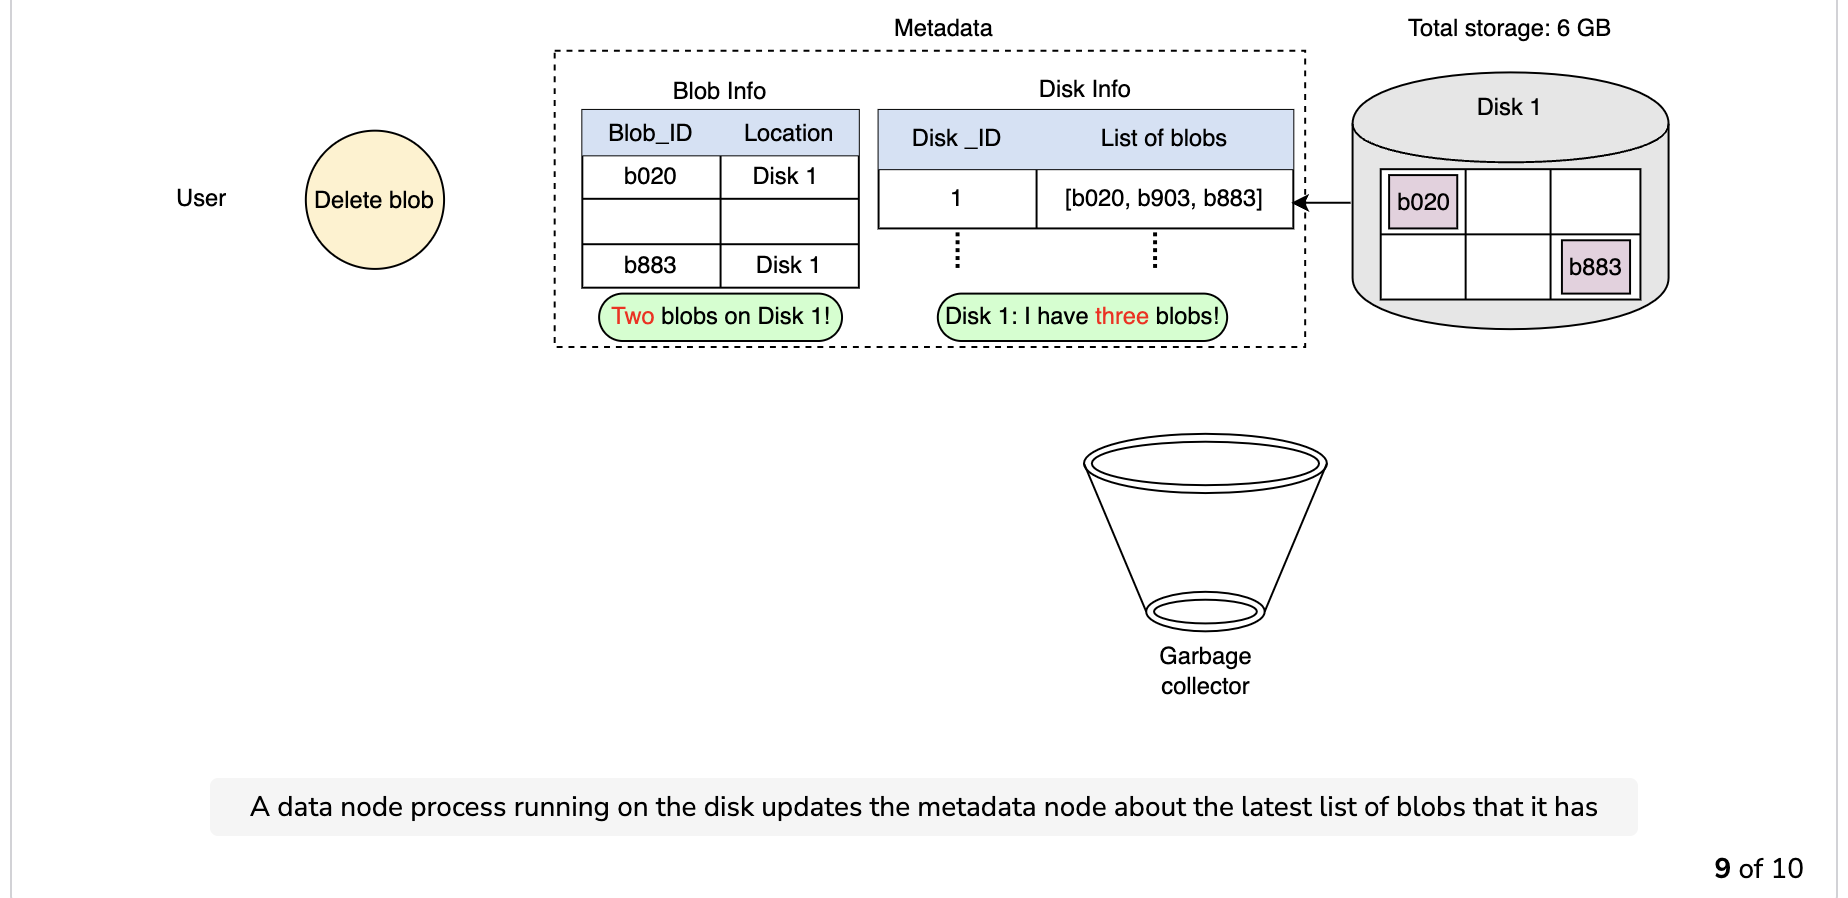 Metadata
Total storage: 6 GB
Blob Info
Disk Info
Disk 1
Blob_ID Location
Disk _ID List of blobs
b020 Disk 1
1 [b020, b903, b883]
b020
User
Delete blob
b883 Disk 1
b883
Two blobs on Disk 1!
Disk 1: I have three blobs!
Garbage
collector
A data node process running on the disk updates the metadata node about the latest list of blobs that it has
9 of 10